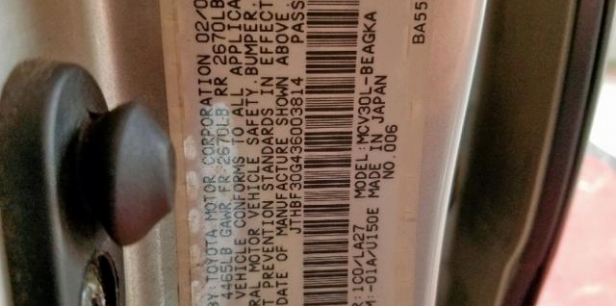 BY: TOYOTA MOTOR CORPORATION 02/0
4465LB GAWR FR 2670LB RR 2670LB
VEHICLE CONFORMS TO ALL APPLICA
RAL MOTOR VEHICLE SAFETY, BUMPER,
T PREVENTION STANDARDS IN EFFECT
DATE OF MANUFACTURE SHOWN ABOVE.
JTHBF30G436003814 PASS
R:1C0/LA27 MODEL:MCV30L-BEAGKA
:-01A/U150E MADE IN JAPAN
NO.006
BA55